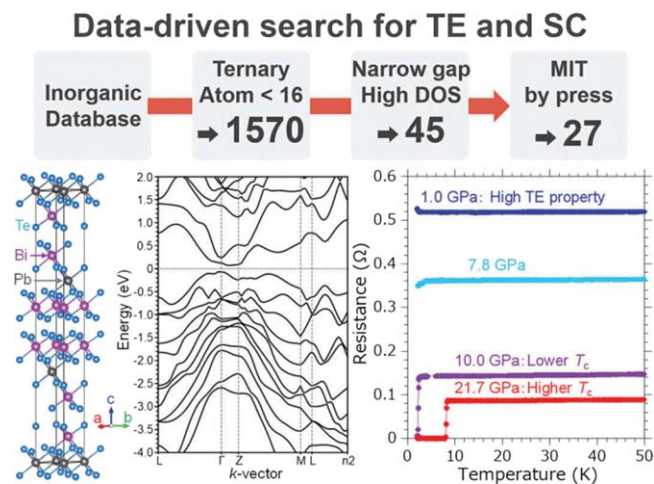 Data-driven search for TE and SC
Inorganic
Database
Ternary
Atom < 16
➡ 1570
Narrow gap
High DOS
➡ 45
MIT
by press
➡ 27
Te
Bi
Pb
c
a
b
Energy (eV)
2.0
1.5
1.0
0.5
0
-0.5
-1.0
-1.5
-2.0
-2.5
-3.0
-3.5
-4.0
L
Γ
Z
M
L
n2
k-vector
Resistance (Ω)
0.6
0.5
0.4
0.3
0.2
0.1
0
1.0 GPa: High TE property
7.8 GPa
10.0 GPa: Lower Tc
21.7 GPa: Higher Tc
0
10
20
30
40
50
Temperature (K)